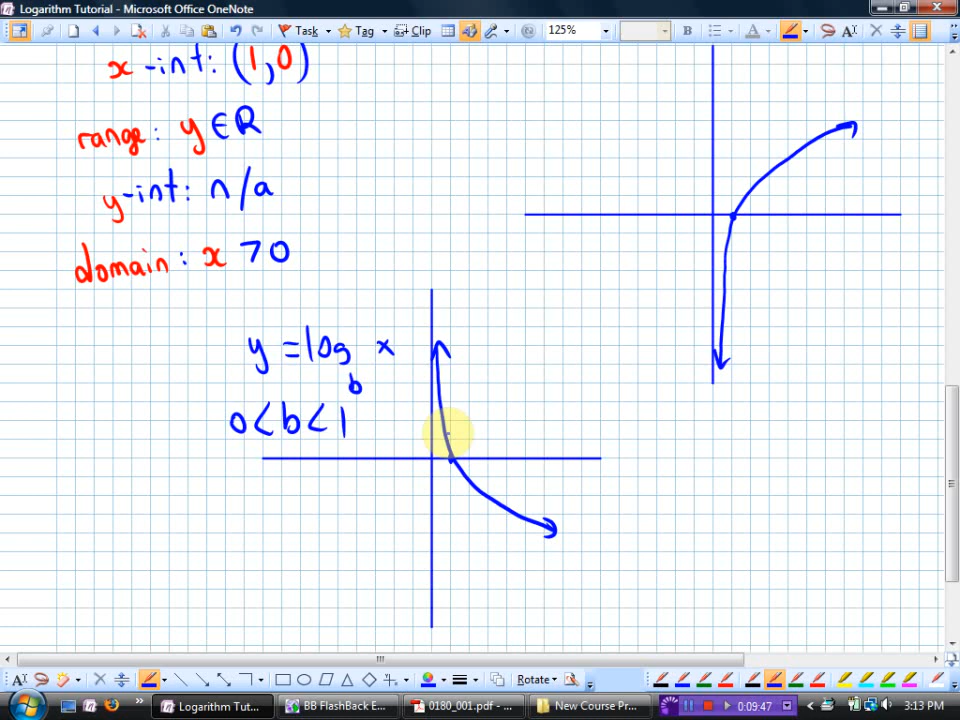 Logarithm Tutorial - Microsoft Office OneNote
Task Tag Clip 125% B A
x-int: (1,0)
range: y∈R
y-int: n/a
domain: x >0
y = log_b x
0<b<1
Rotate
Logarithm Tut... BB FlashBack E... 0180_001.pdf - ... New Course Pr... 0:09:47 3:13 PM